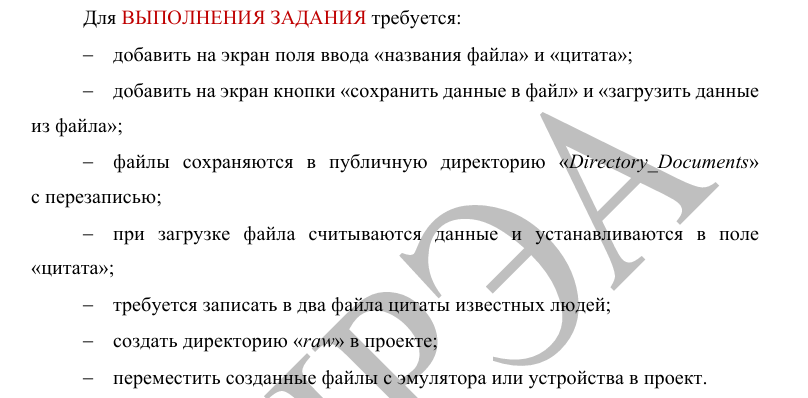 Для ВЫПОЛНЕНИЯ ЗАДАНИЯ требуется:
– добавить на экран поля ввода «названия файла» и «цитата»;
– добавить на экран кнопки «сохранить данные в файл» и «загрузить данные
из файла»;
– файлы сохраняются в публичную директорию «Directory_Documents»
с перезаписью;
– при загрузке файла считываются данные и устанавливаются в поле
«цитата»;
– требуется записать в два файла цитаты известных людей;
– создать директорию «raw» в проекте;
– переместить созданные файлы с эмулятора или устройства в проект.
РЭА